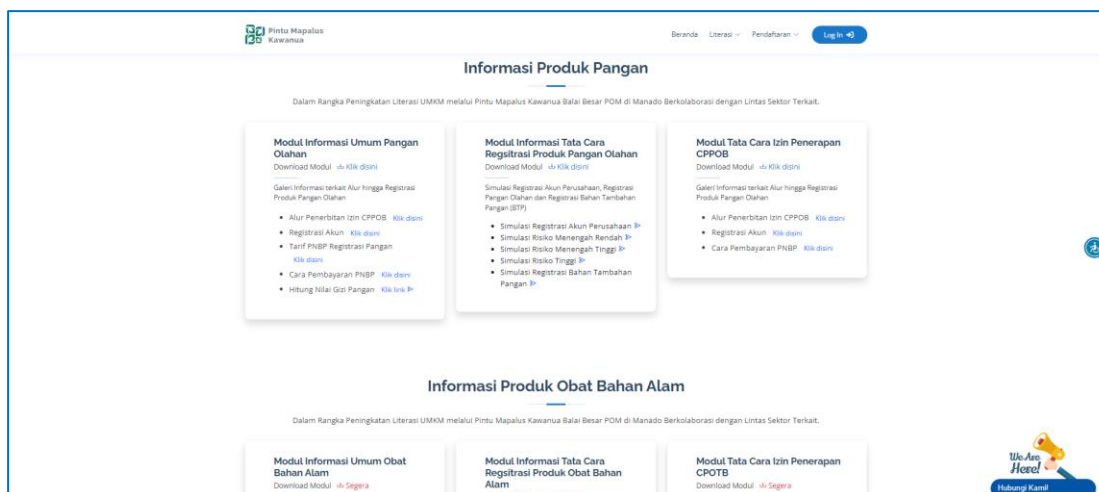 Pintu Mapalus
Kawanua
Beranda Literasi Pendaftaran Log In
Informasi Produk Pangan
Dalam Rangka Peningkatan Literasi UMKM melalui Pintu Mapalus Kawanua Balai Besar POM di Manado Berkolaborasi dengan Lintas Sektor Terkait.
Modul Informasi Umum Pangan
Olahan
Download Modul Klik disini
Galeri Informasi terkait Alur hingga Registrasi
Produk Pangan Olahan
Alur Penerbitan Izin CPPOB Klik disini
Registrasi Akun Klik disini
Tarif PNBP Registrasi Pangan
Klik disini
Cara Pembayaran PNBP Klik disini
Hitung Nilai Gizi Pangan Klik link
Modul Informasi Tata Cara
Regsitrasi Produk Pangan Olahan
Download Modul Klik disini
Simulasi Registrasi Akun Perusahaan, Registrasi
Pangan Olahan dan Registrasi Bahan Tambahan
Pangan (BTP)
Simulasi Registrasi Akun Perusahaan
Simulasi Risiko Menengah Rendah
Simulasi Risiko Menengah Tinggi
Simulasi Risiko Tinggi
Simulasi Registrasi Bahan Tambahan
Pangan
Modul Tata Cara Izin Penerapan
CPPOB
Download Modul Klik disini
Galeri Informasi terkait Alur hingga Registrasi
Produk Pangan Olahan
Alur Penerbitan Izin CPPOB Klik disini
Registrasi Akun Klik disini
Cara Pembayaran PNBP Klik disini
Informasi Produk Obat Bahan Alam
Dalam Rangka Peningkatan Literasi UMKM melalui Pintu Mapalus Kawanua Balai Besar POM di Manado Berkolaborasi dengan Lintas Sektor Terkait.
Modul Informasi Umum Obat
Bahan Alam
Download Modul Segera
Modul Informasi Tata Cara
Regsitrasi Produk Obat Bahan
Alam
Modul Tata Cara Izin Penerapan
CPOTB
Download Modul Segera
We Are
Here!
Hubungi Kami!